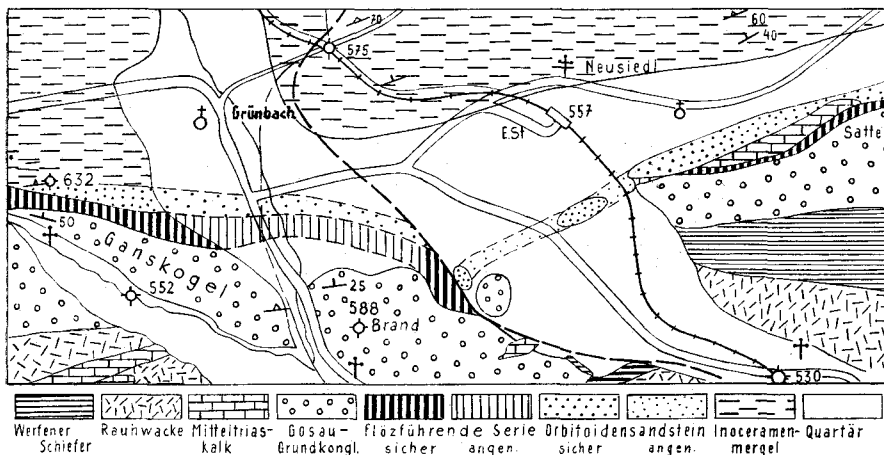 70
60
40
575
Neusiedl
557
Grünbach
E.St
Satte
632
50
Ganskogel
552
25
588
Brand
530
Werfener Schiefer
Rauhwacke
Mitteltrias-
kalk
Gosau-
Grundkongl.
flözführende Serie
sicher angen.
Orbitoidensandstein
sicher angen.
Inoceramen-
mergel
Quartär